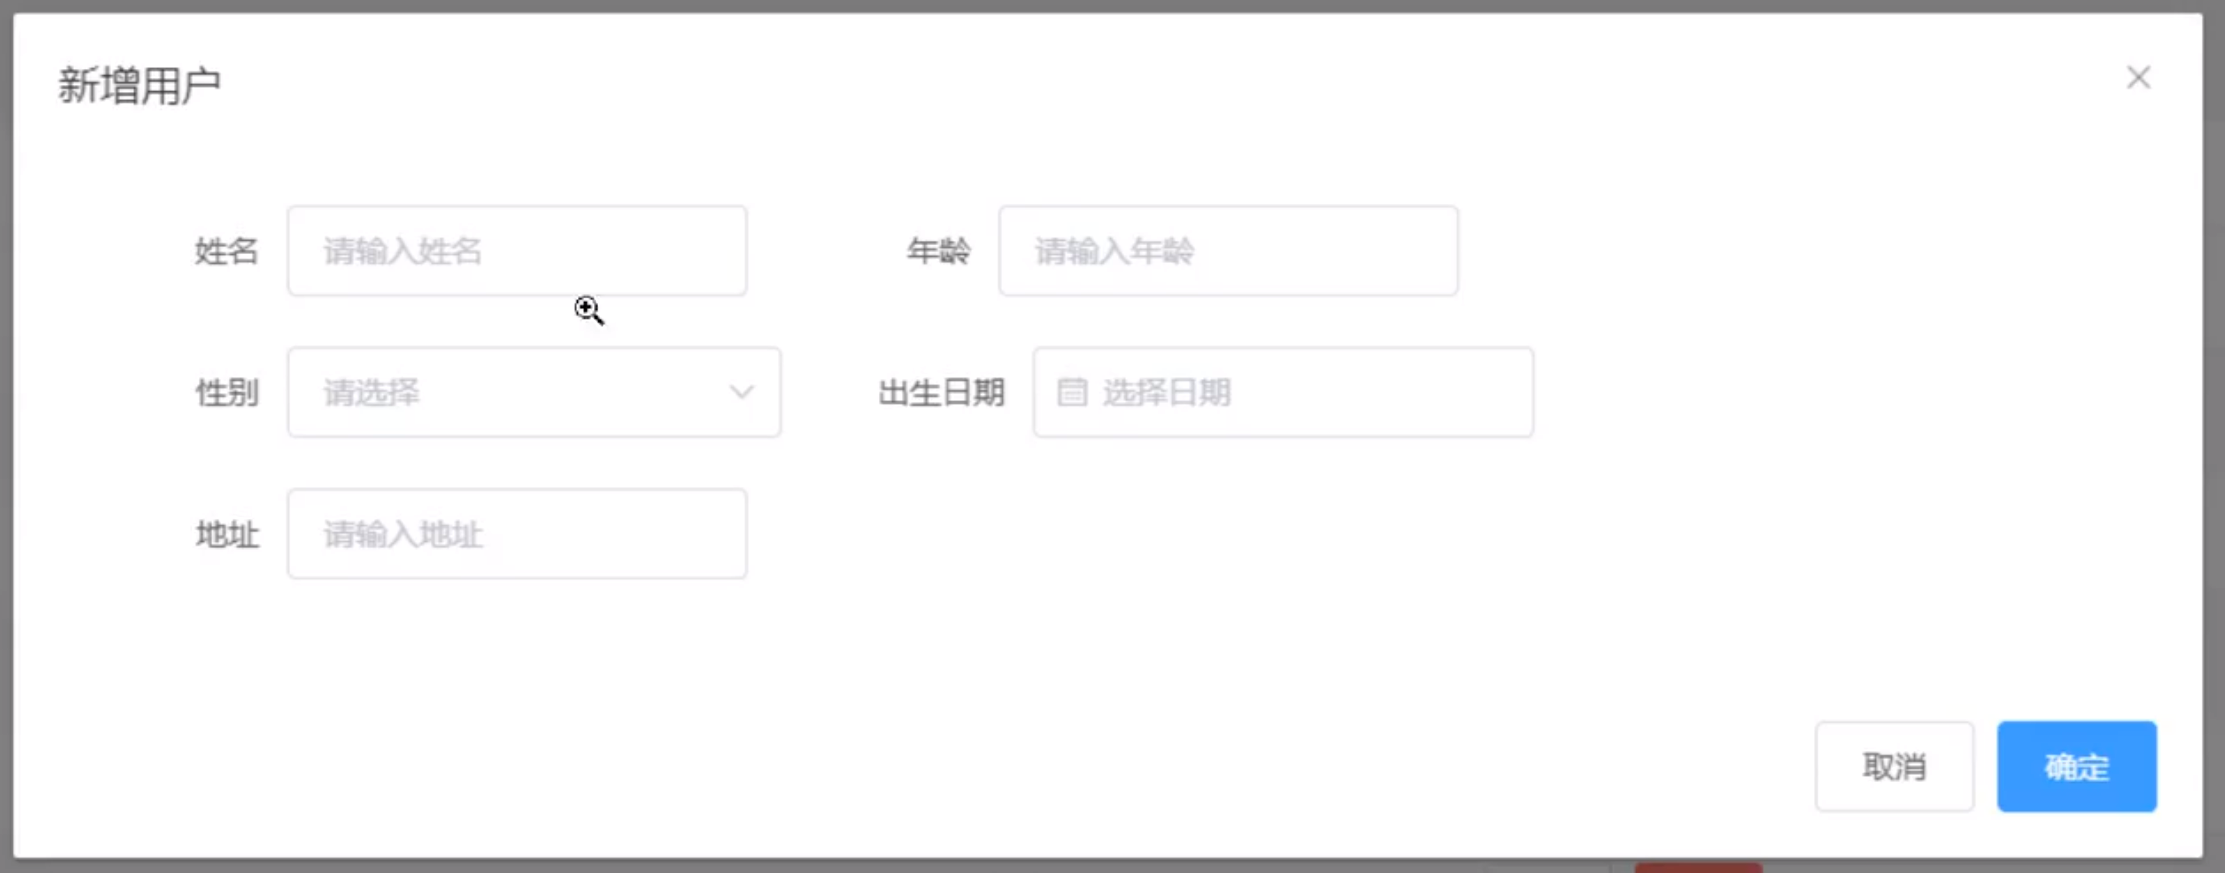 新增用户
姓名 请输入姓名 年龄 请输入年龄
性别 请选择 出生日期 选择日期
地址 请输入地址
取消 确定